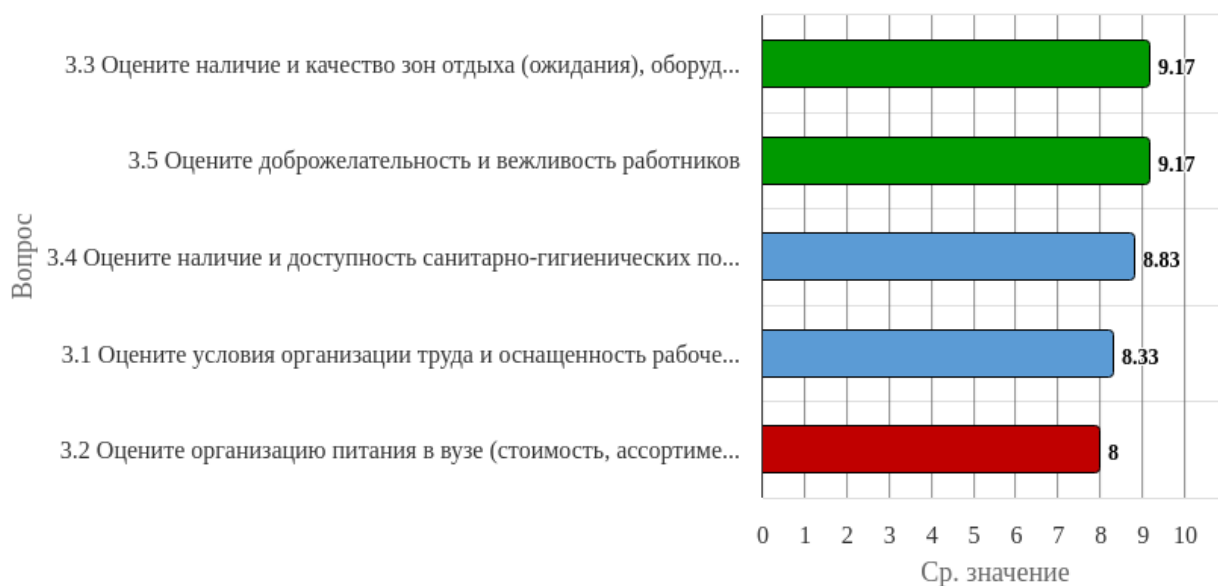 3.3 Оцените наличие и качество зон отдыха (ожидания), оборуд...
9.17
3.5 Оцените доброжелательность и вежливость работников
9.17
3.4 Оцените наличие и доступность санитарно-гигиенических по...
8.83
3.1 Оцените условия организации труда и оснащенность рабоче...
8.33
3.2 Оцените организацию питания в вузе (стоимость, ассортиме...
8
Вопрос
0 1 2 3 4 5 6 7 8 9 10
Ср. значение